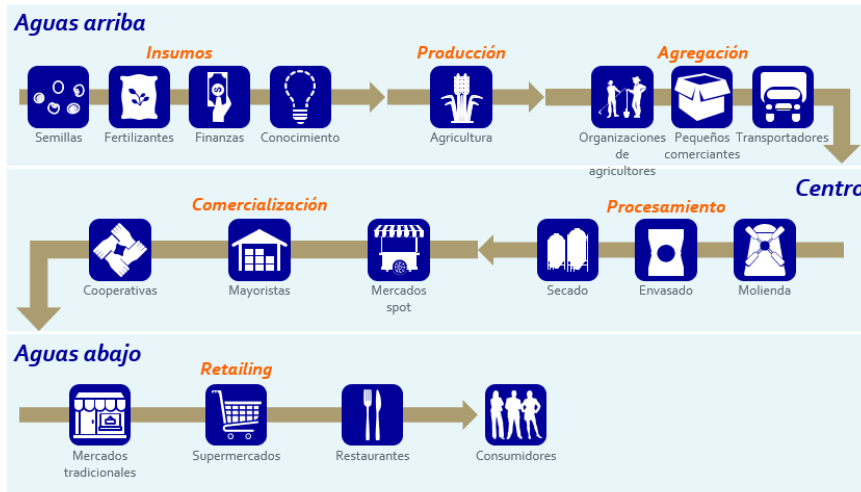 Aguas arriba
Insumos
Producción
Agregación
Semillas
Fertilizantes
Finanzas
Conocimiento
Agricultura
Organizaciones
de
agricultores
Pequeños
comerciantes
Transportadores
Centro
Comercialización
Procesamiento
Cooperativas
Mayoristas
Mercados
spot
Secado
Envasado
Molienda
Aguas abajo
Retailing
Mercados
tradicionales
Supermercados
Restaurantes
Consumidores